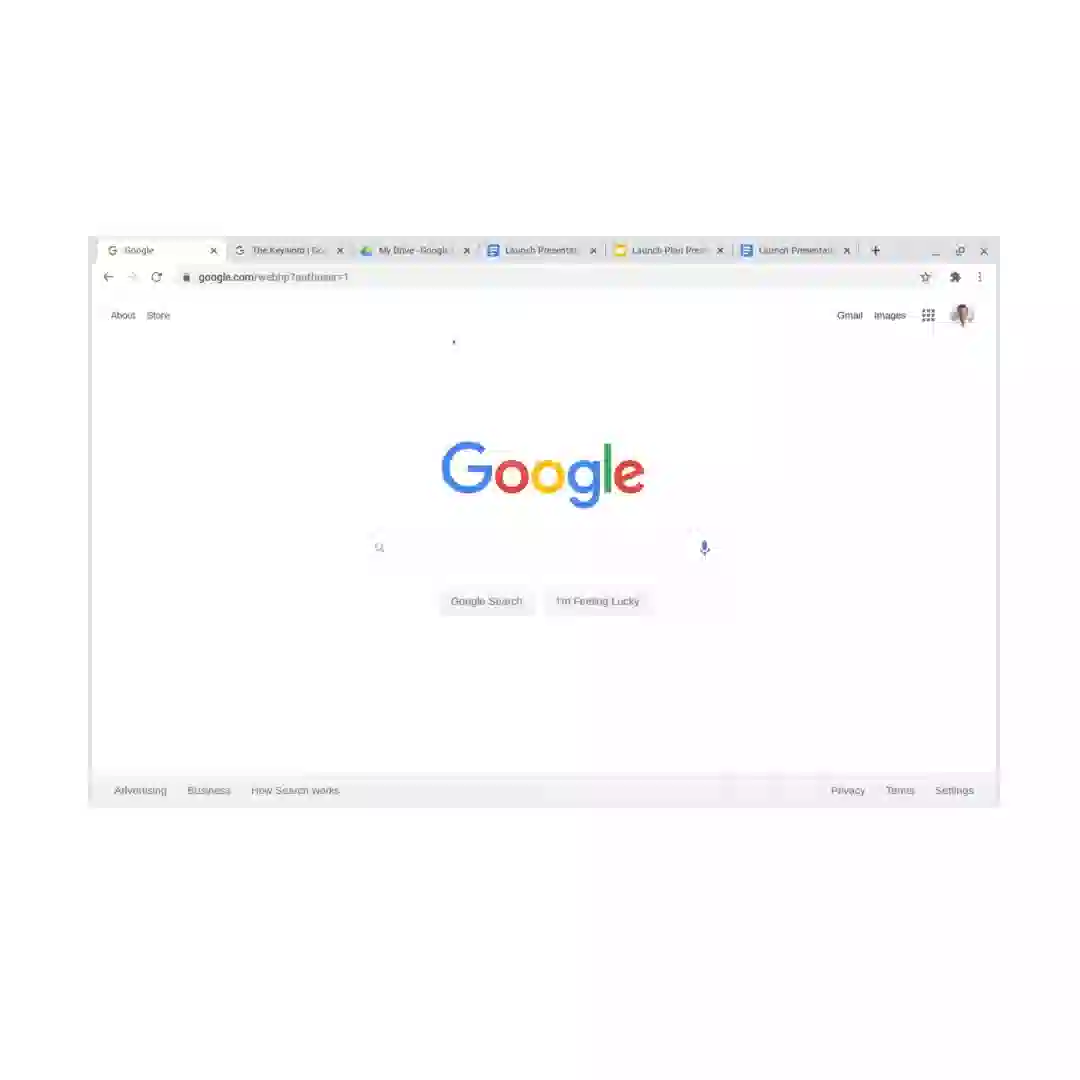 Google The Keyword | Go My Drive - Google Launch Presentat Launch Plan Pres Launch Presentat
google.com/webhp?authuser=1
About Store Gmail Images
Google
Google Search I'm Feeling Lucky
Advertising Business How Search works Privacy Terms Settings